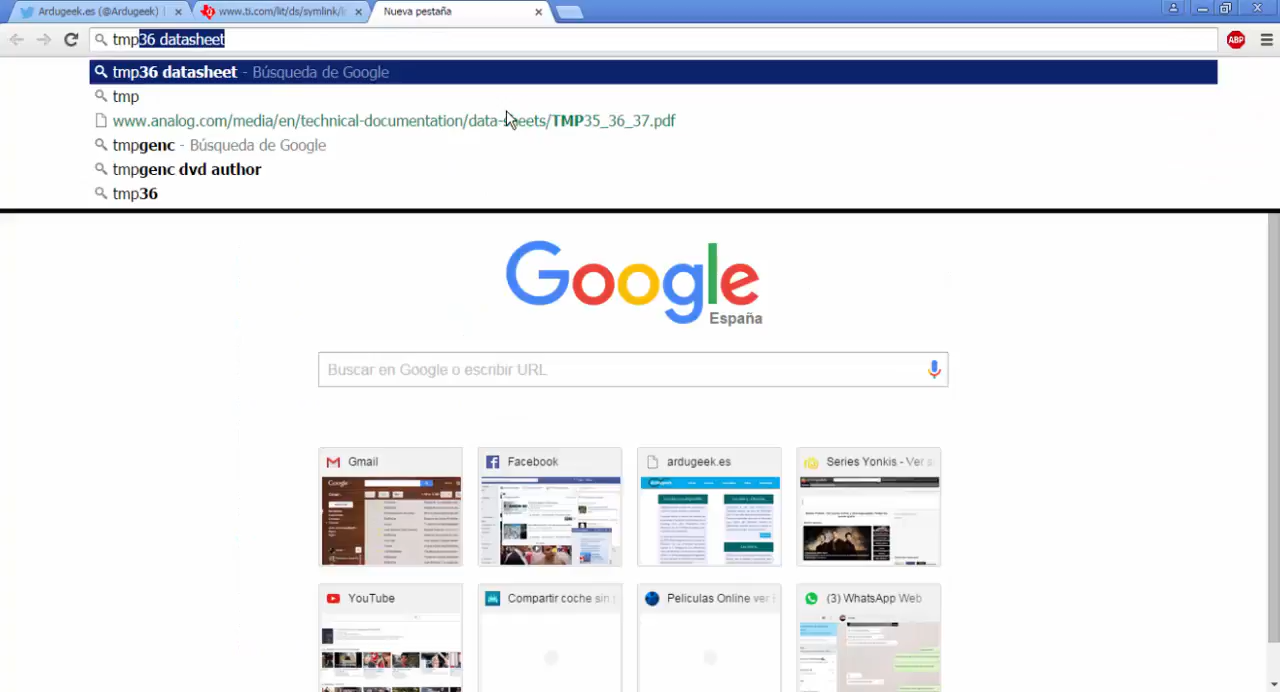 Ardugeek.es (@Ardugeek)
www.ti.com/lit/ds/symlink/
Nueva pestaña
tmp36 datasheet
ABP
tmp36 datasheet - Búsqueda de Google
tmp
www.analog.com/media/en/technical-documentation/data-sheets/TMP35_36_37.pdf
tmpgenc - Búsqueda de Google
tmpgenc dvd author
tmp36
Google
España
Buscar en Google o escribir URL
Gmail
Facebook
ardugeek.es
Series Yonkis - Ver
YouTube
Compartir coche sin
Peliculas Online ver
(3) WhatsApp Web